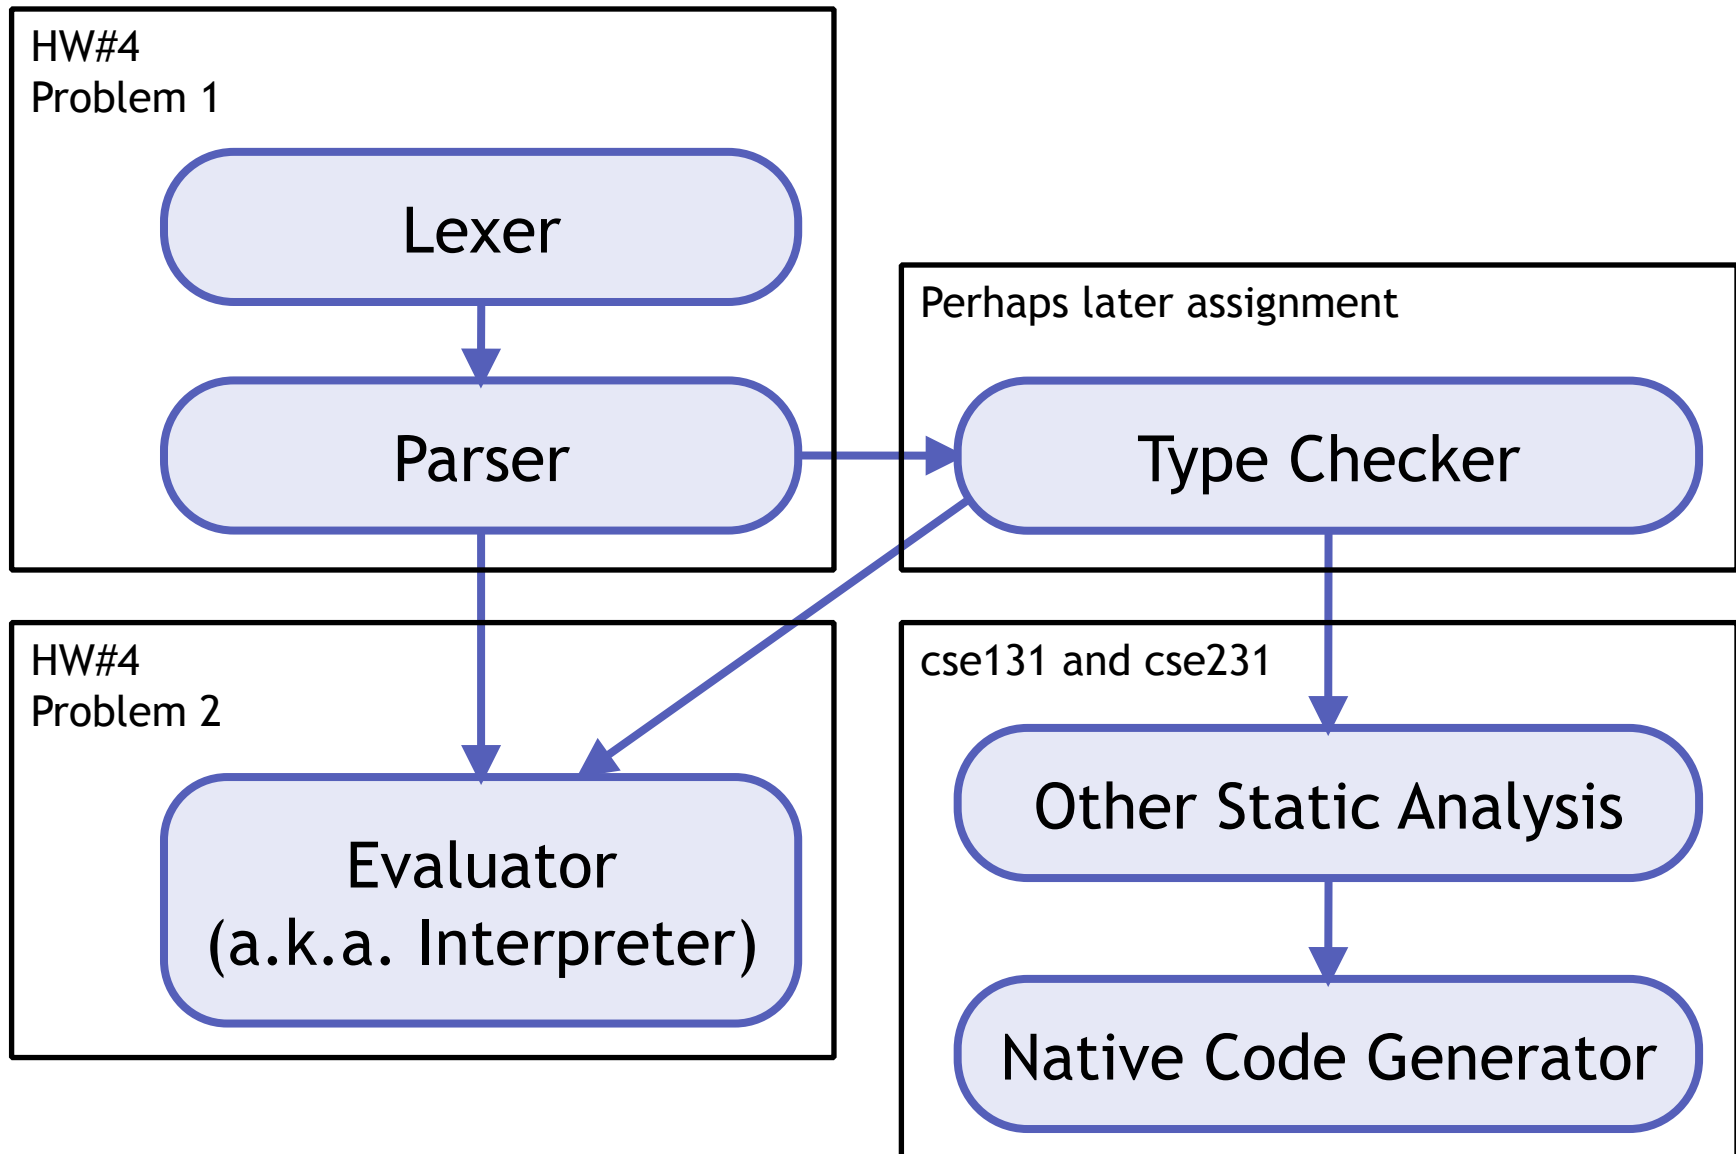 HW#4
Problem 1
Lexer
Parser
Perhaps later assignment
Type Checker
HW#4
Problem 2
Evaluator
(a.k.a. Interpreter)
cse131 and cse231
Other Static Analysis
Native Code Generator